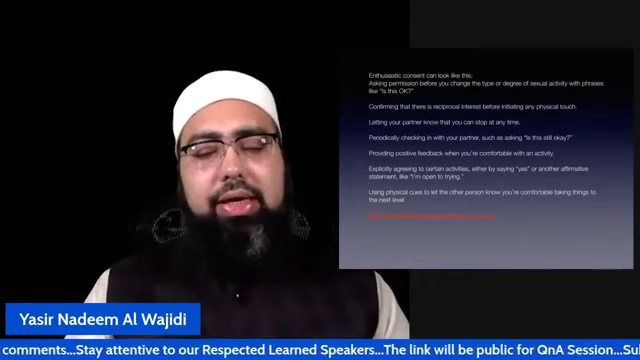 Enthusiastic consent can look like this:
Asking permission before you change the type or degree of sexual activity with phrases
like "Is this OK?"
Confirming that there is reciprocal interest before initiating any physical touch.
Letting your partner know that you can stop at any time.
Periodically checking in with your partner, such as asking "Is this still okay?"
Providing positive feedback when you're comfortable with an activity.
Explicitly agreeing to certain activities, either by saying "yes" or another affirmative
statement, like "I'm open to trying."
Using physical cues to let the other person know you're comfortable taking things to
the next level
Yasir Nadeem Al Wajidi
comments...Stay attentive to our Respected Learned Speakers...The link will be public for QnA Session...Su